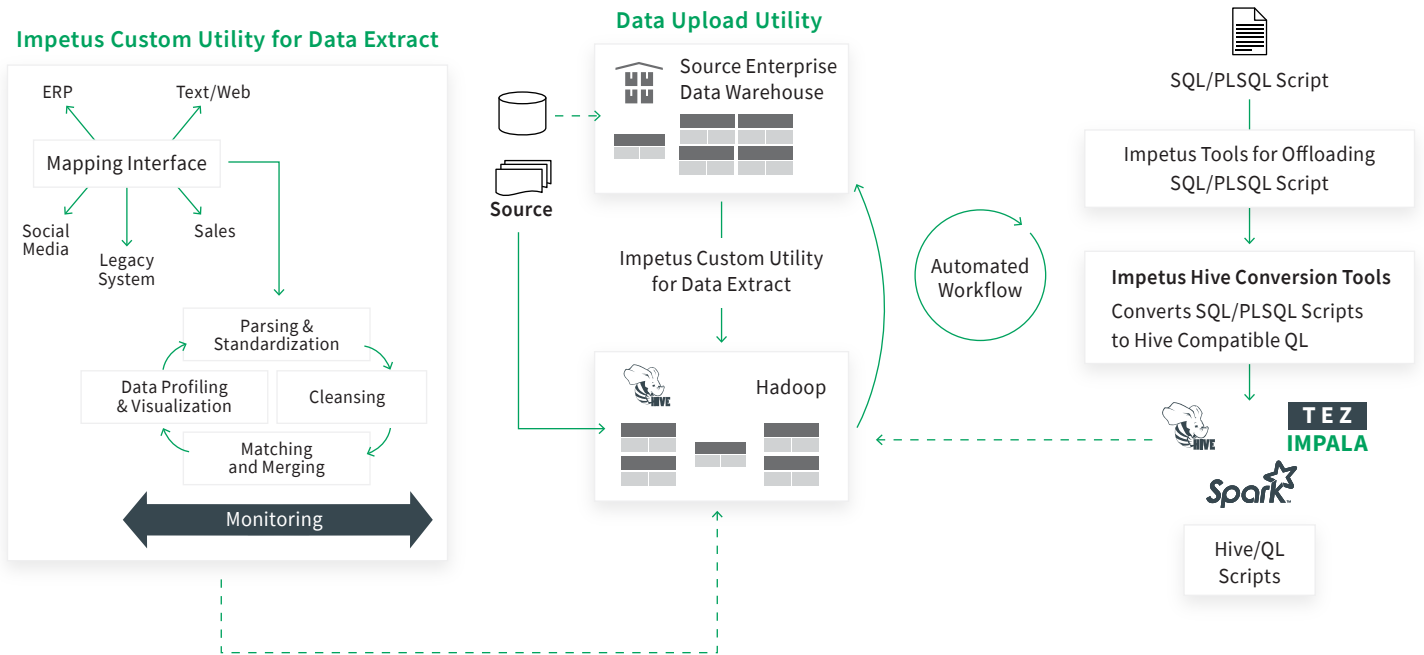 Impetus Custom Utility for Data Extract
ERP
Text/Web
Mapping Interface
Social
Media
Legacy
System
Sales
Parsing &
Standardization
Data Profiling
& Visualization
Cleansing
Matching
and Merging
Monitoring
Data Upload Utility
Source Enterprise
Data Warehouse
Source
Impetus Custom Utility
for Data Extract
HIVE
Hadoop
Automated
Workflow
SQL/PLSQL Script
Impetus Tools for Offloading
SQL/PLSQL Script
Impetus Hive Conversion Tools
Converts SQL/PLSQL Scripts
to Hive Compatible QL
HIVE
TEZ
IMPALA
Spark™
Hive/QL
Scripts